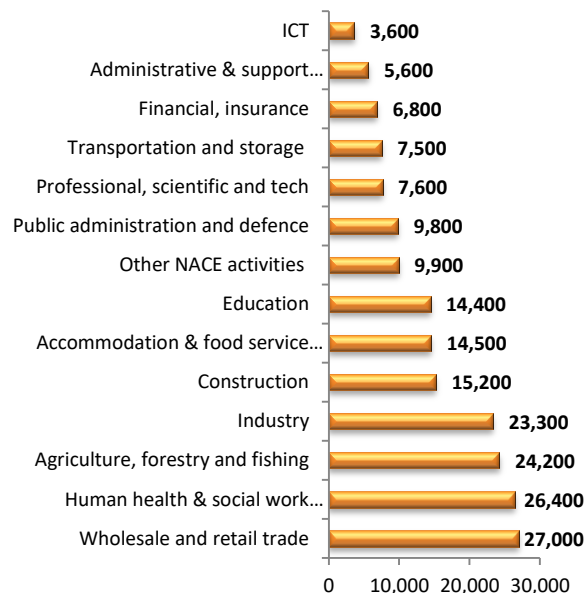 ICT 3,600
Administrative & support... 5,600
Financial, insurance 6,800
Transportation and storage 7,500
Professional, scientific and tech 7,600
Public administration and defence 9,800
Other NACE activities 9,900
Education 14,400
Accommodation & food service... 14,500
Construction 15,200
Industry 23,300
Agriculture, forestry and fishing 24,200
Human health & social work... 26,400
Wholesale and retail trade 27,000
0 10,000 20,000 30,000